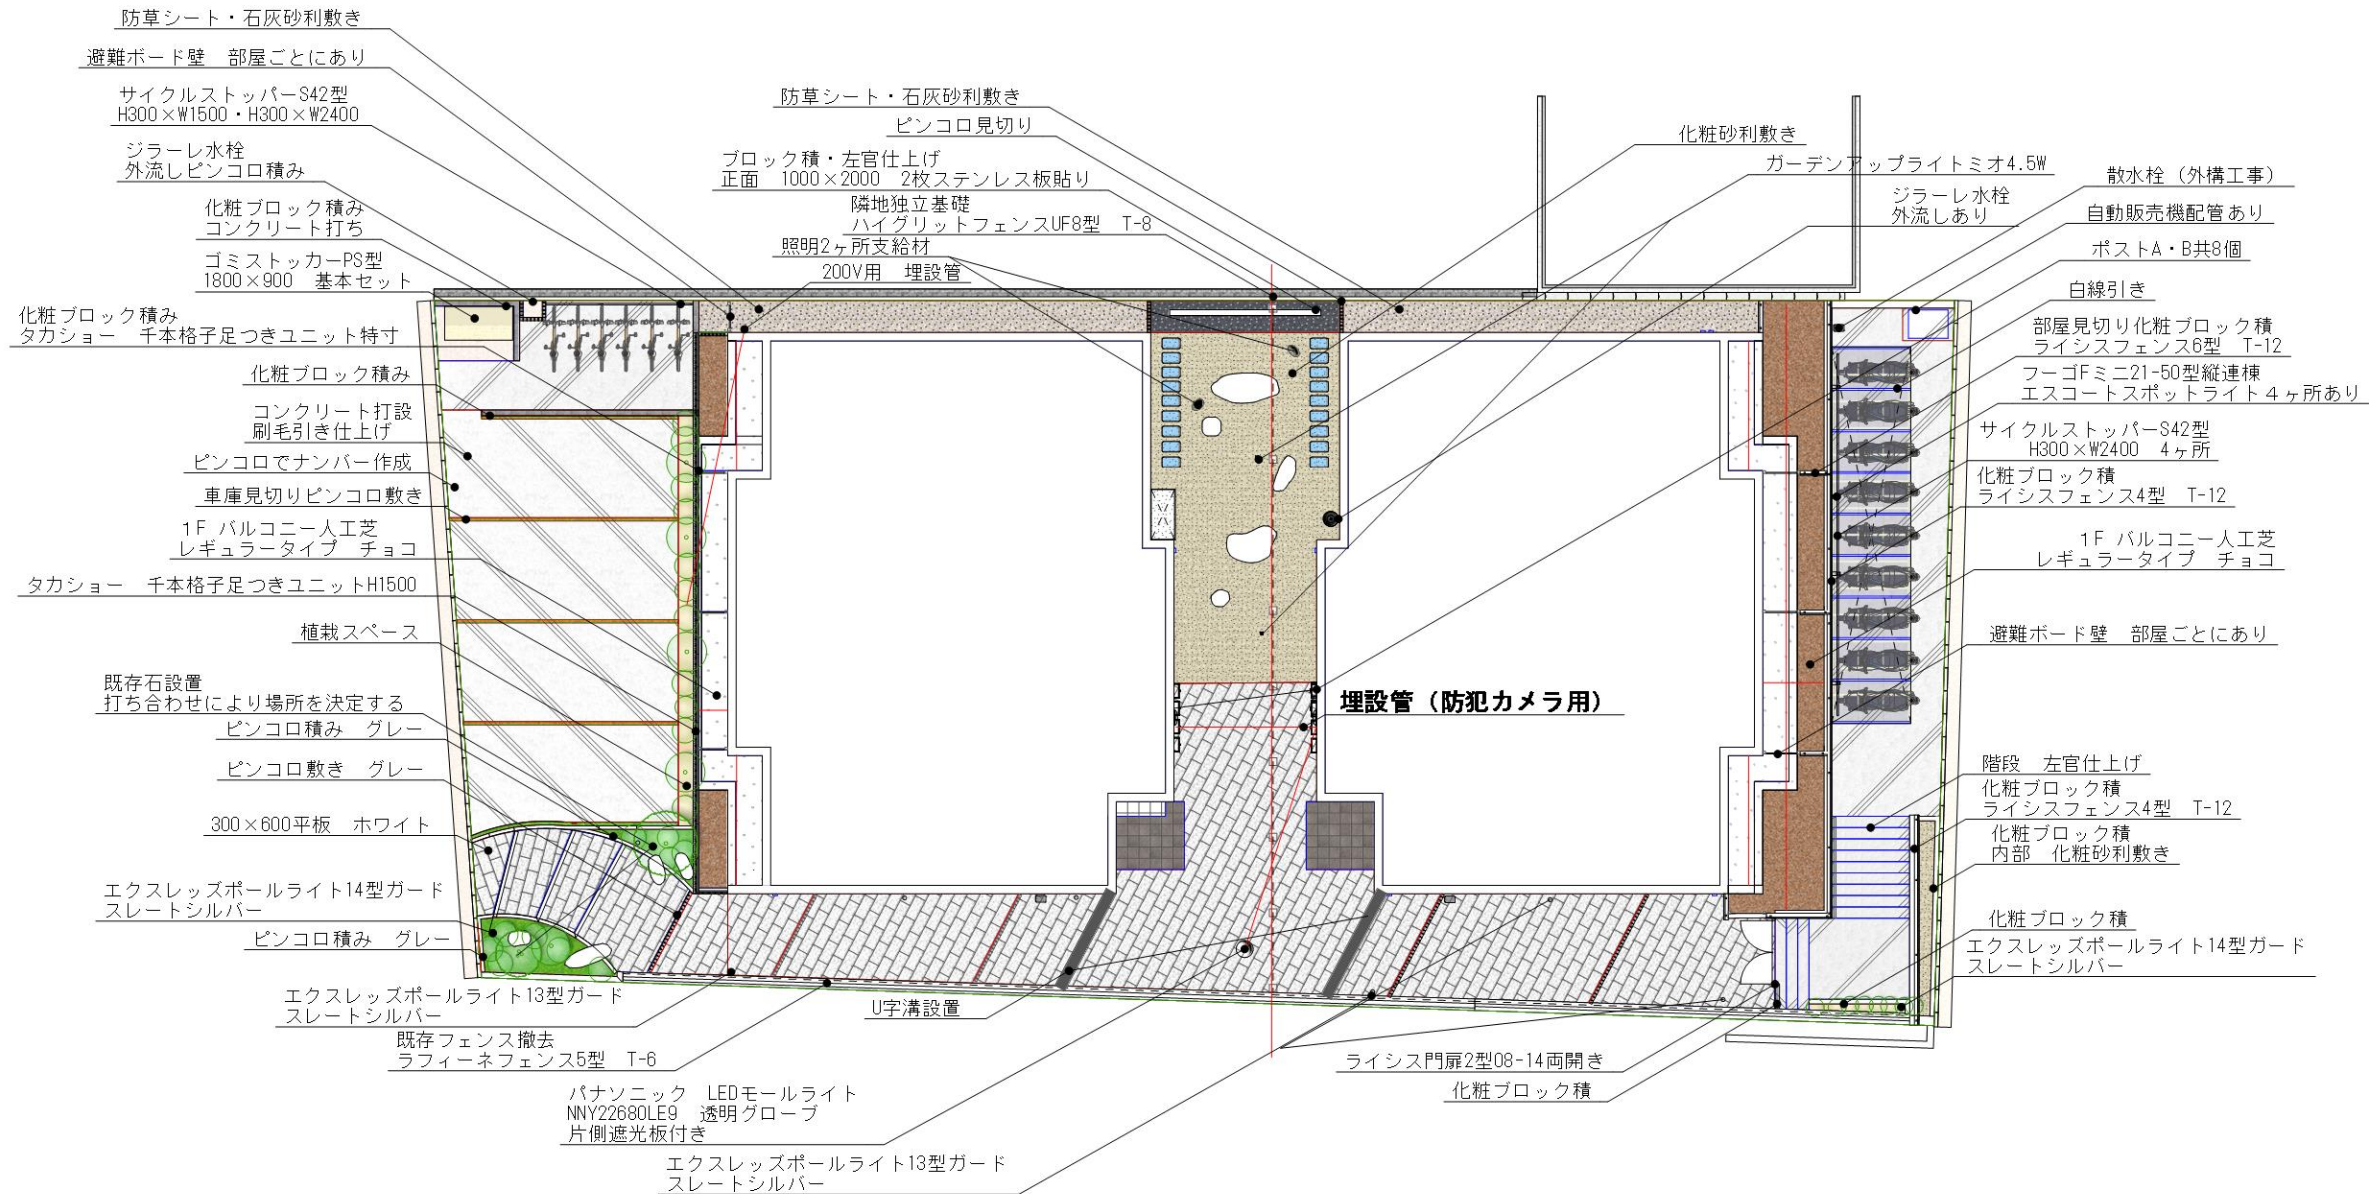 防草シート・石灰砂利敷き
避難ボード壁　部屋ごとにあり
サイクルストッパーS42型
H300×W1500・H300×W2400
ジラーレ水栓
外流しピンコロ積み
化粧ブロック積み
コンクリート打ち
ゴミストッカーPS型
1800×900　基本セット
化粧ブロック積み
タカショー　千本格子足つきユニット特寸
化粧ブロック積み
コンクリート打設
刷毛引き仕上げ
ピンコロでナンバー作成
車庫見切りピンコロ敷き
1F バルコニー人工芝
レギュラータイプ　チョコ
タカショー　千本格子足つきユニットH1500
植栽スペース
既存石設置
打ち合わせにより場所を決定する
ピンコロ積み　グレー
ピンコロ敷き　グレー
300×600平板　ホワイト
エクスレッズポールライト14型ガード
スレートシルバー
ピンコロ積み　グレー
エクスレッズポールライト13型ガード
スレートシルバー
既存フェンス撤去
ラフィーネフェンス5型　T-6
パナソニック　LEDモールライト
NNY22680LE9　透明グローブ
片側遮光板付き
エクスレッズポールライト13型ガード
スレートシルバー
防草シート・石灰砂利敷き
ピンコロ見切り
ブロック積・左官仕上げ
正面　1000×2000　2枚ステンレス板貼り
隣地独立基礎
ハイグリットフェンスUF8型　T-8
照明2ヶ所支給材
200V用　埋設管
埋設管（防犯カメラ用）
U字溝設置
化粧砂利敷き
ガーデンアップライトミオ4.5W
ジラーレ水栓
外流しあり
散水栓（外構工事）
自動販売機配管あり
ポストA・B共8個
白線引き
部屋見切り化粧ブロック積
ライシスフェンス6型　T-12
フーゴFミニ21-50型縦連棟
エスコートスポットライト４ヶ所あり
サイクルストッパーS42型
H300×W2400　4ヶ所
化粧ブロック積
ライシスフェンス4型　T-12
1F バルコニー人工芝
レギュラータイプ　チョコ
避難ボード壁　部屋ごとにあり
階段　左官仕上げ
化粧ブロック積
ライシスフェンス4型　T-12
化粧ブロック積
内部　化粧砂利敷き
化粧ブロック積
エクスレッズポールライト14型ガード
スレートシルバー
ライシス門扉2型08-14両開き
化粧ブロック積